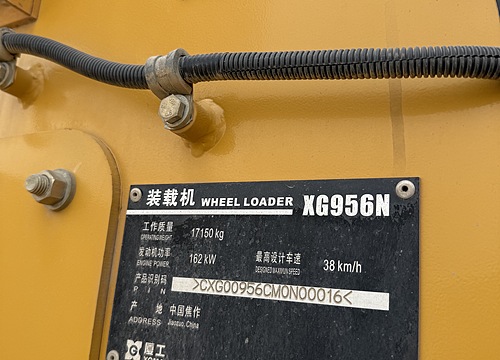 装载机 WHEEL LOADER XG956N
工作质量 17150 kg
OPERATING WEIGHT
发动机功率 162 kW 最高设计车速 38 km/h
ENGINE POWER DESIGNED MAXIMUM SPEED
产品识别码 >CXG00956CM0N00016<
P I N
产 地 中国焦作
ADDRESS Jiaozuo, China
厦工